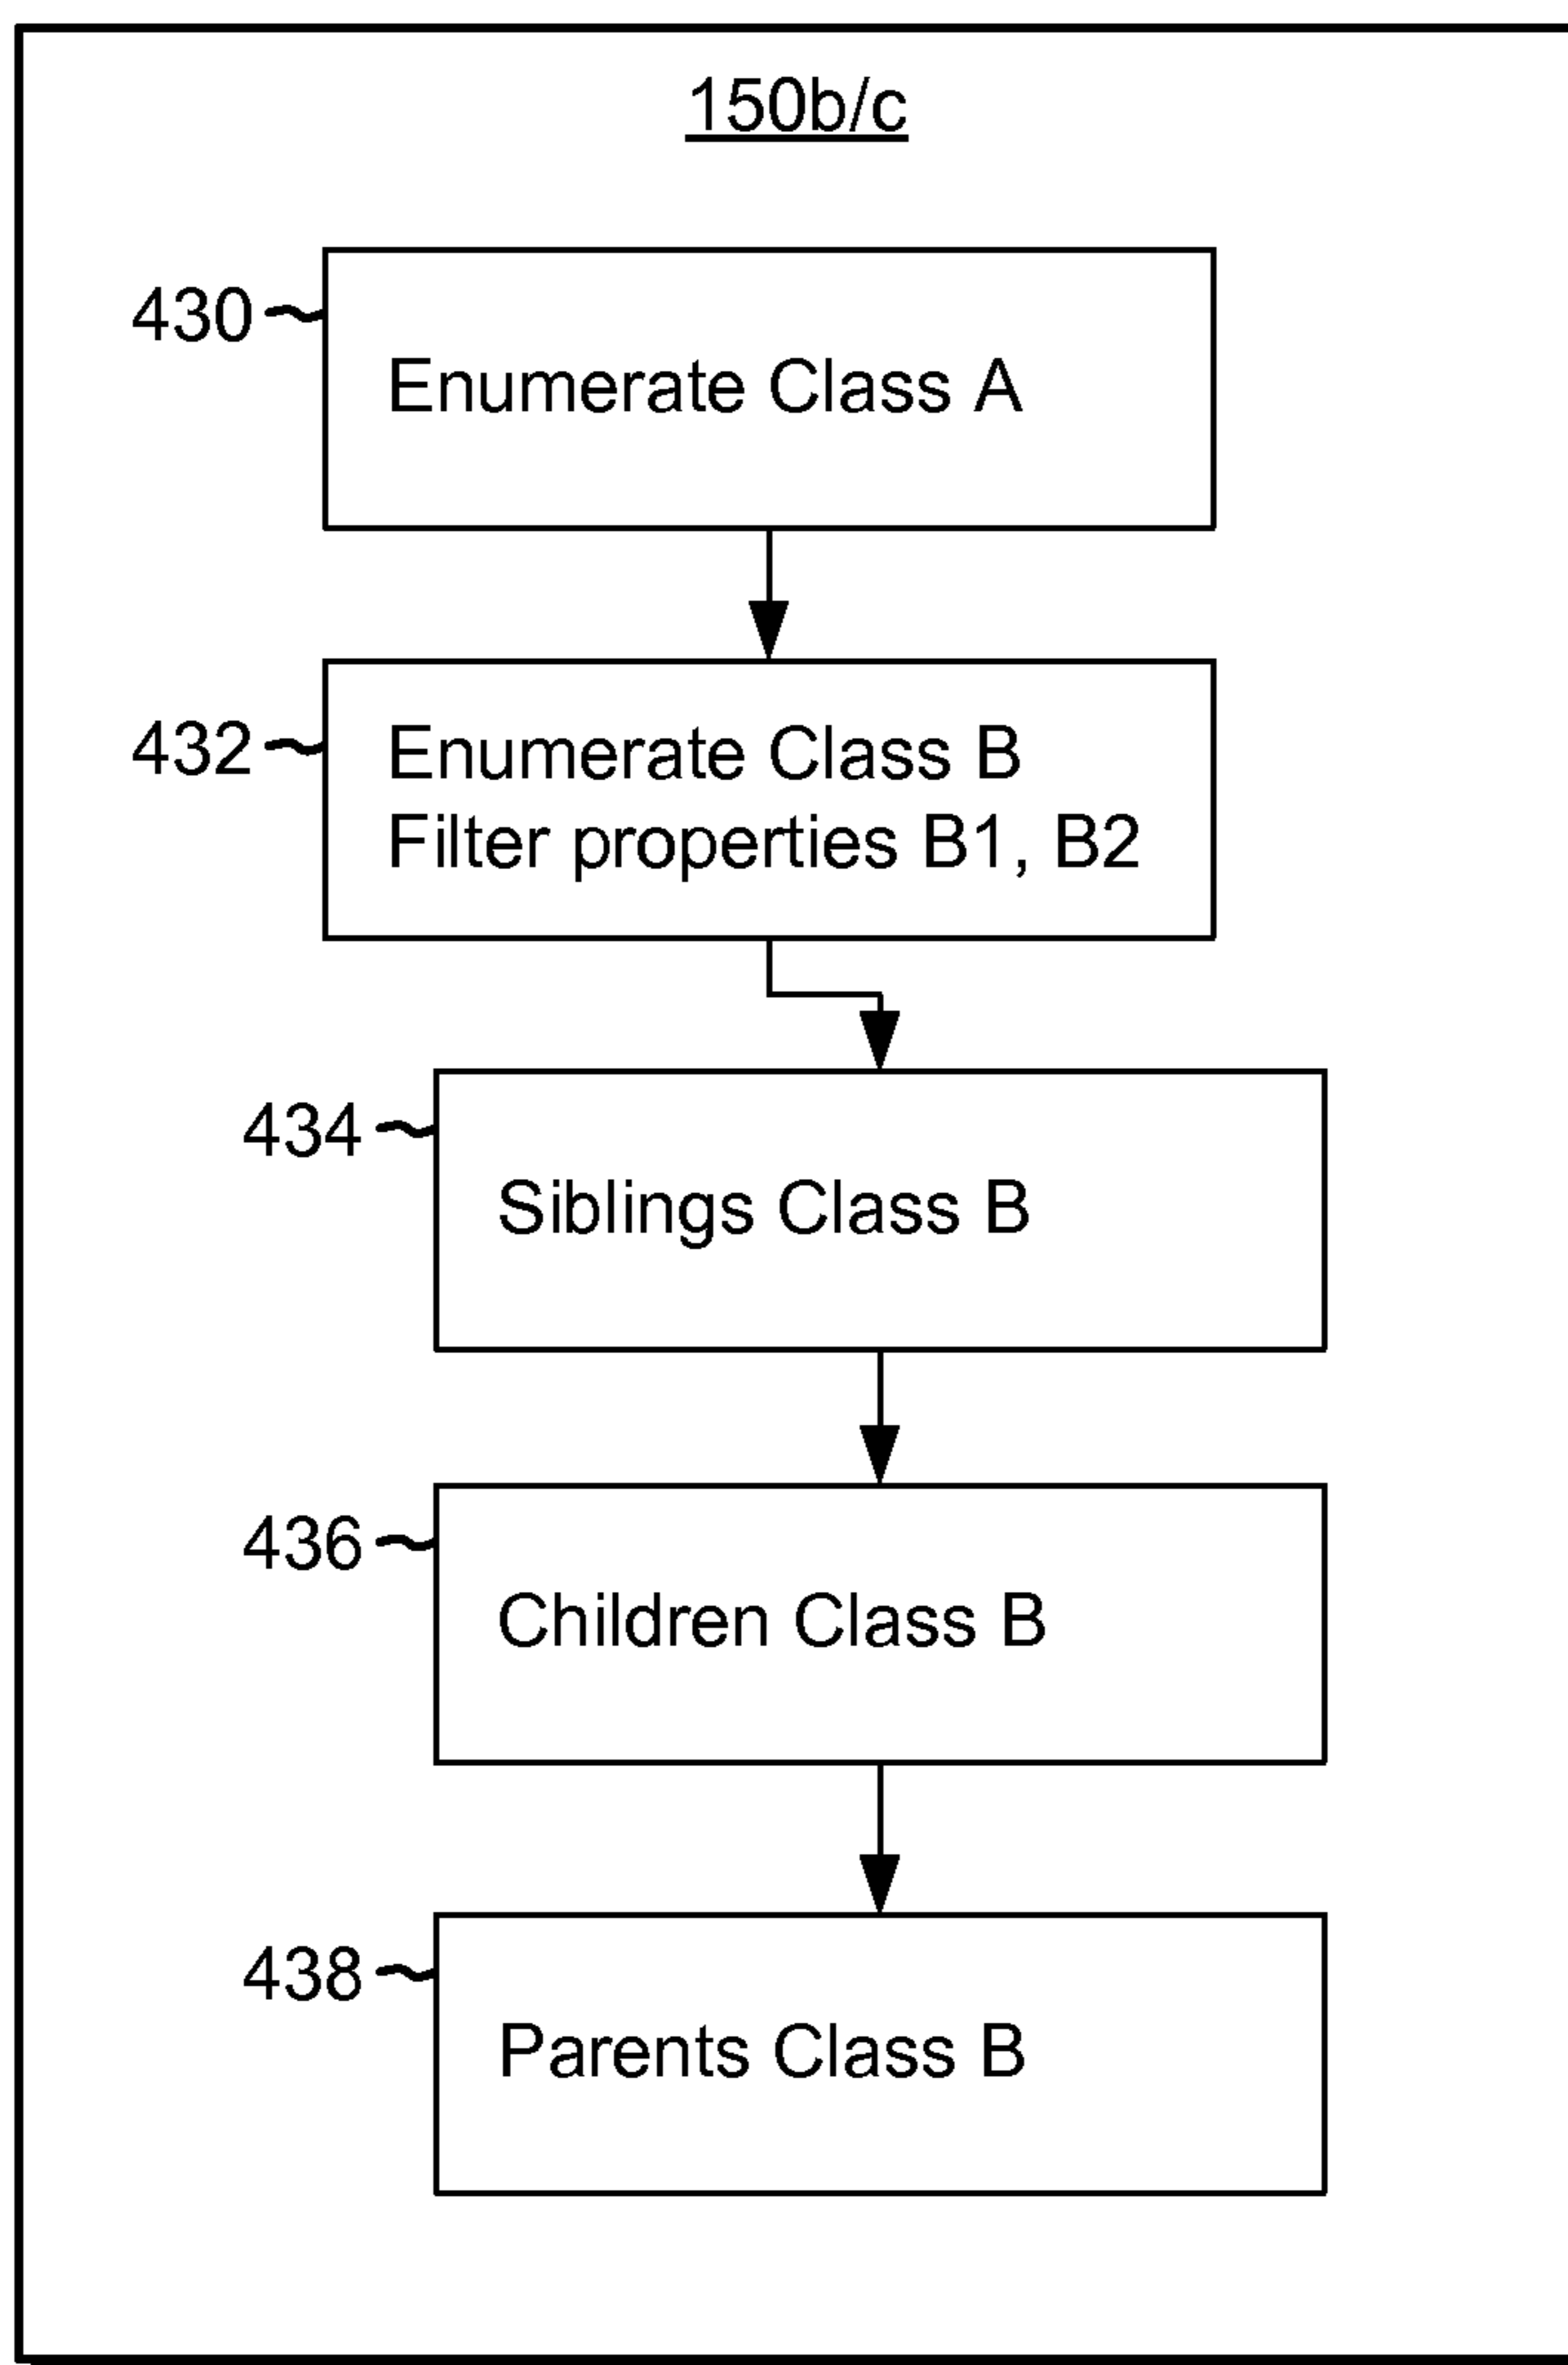 150b/c
430
Enumerate Class A
432
Enumerate Class B
Filter properties B1, B2
434
Siblings Class B
436
Children Class B
438
Parents Class B